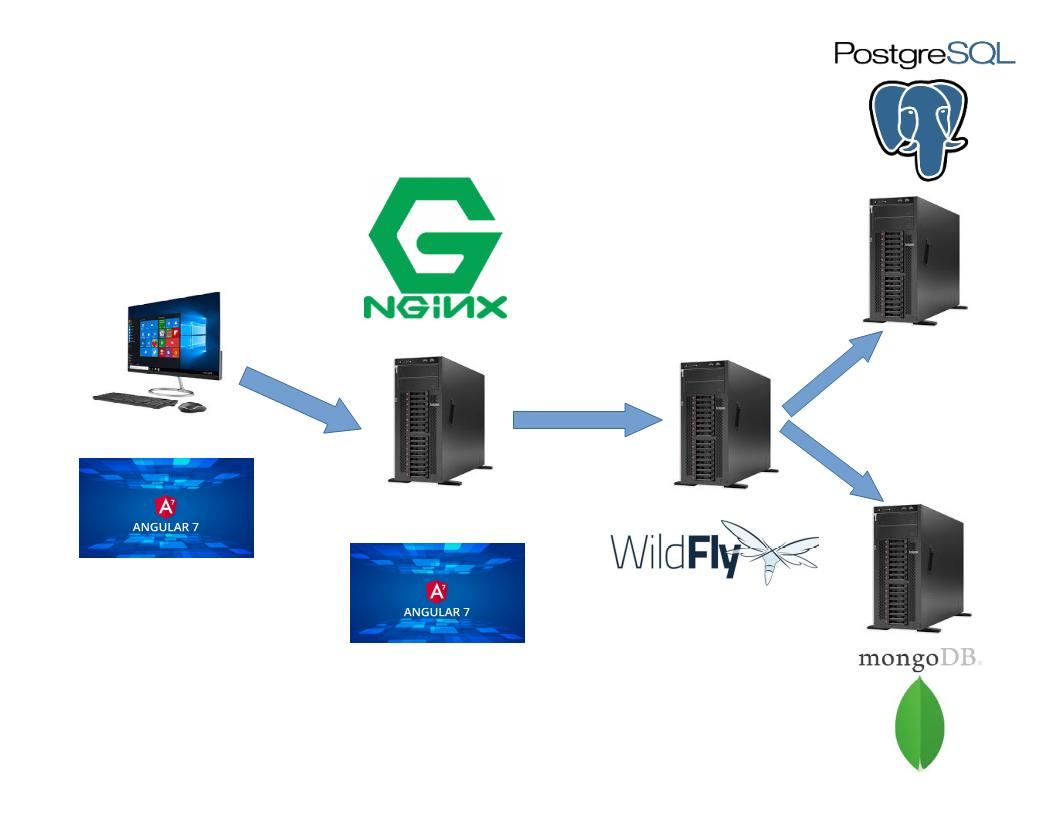 PostgreSQL
NGiNX
A7
ANGULAR 7
A7
ANGULAR 7
WildFly
mongoDB®